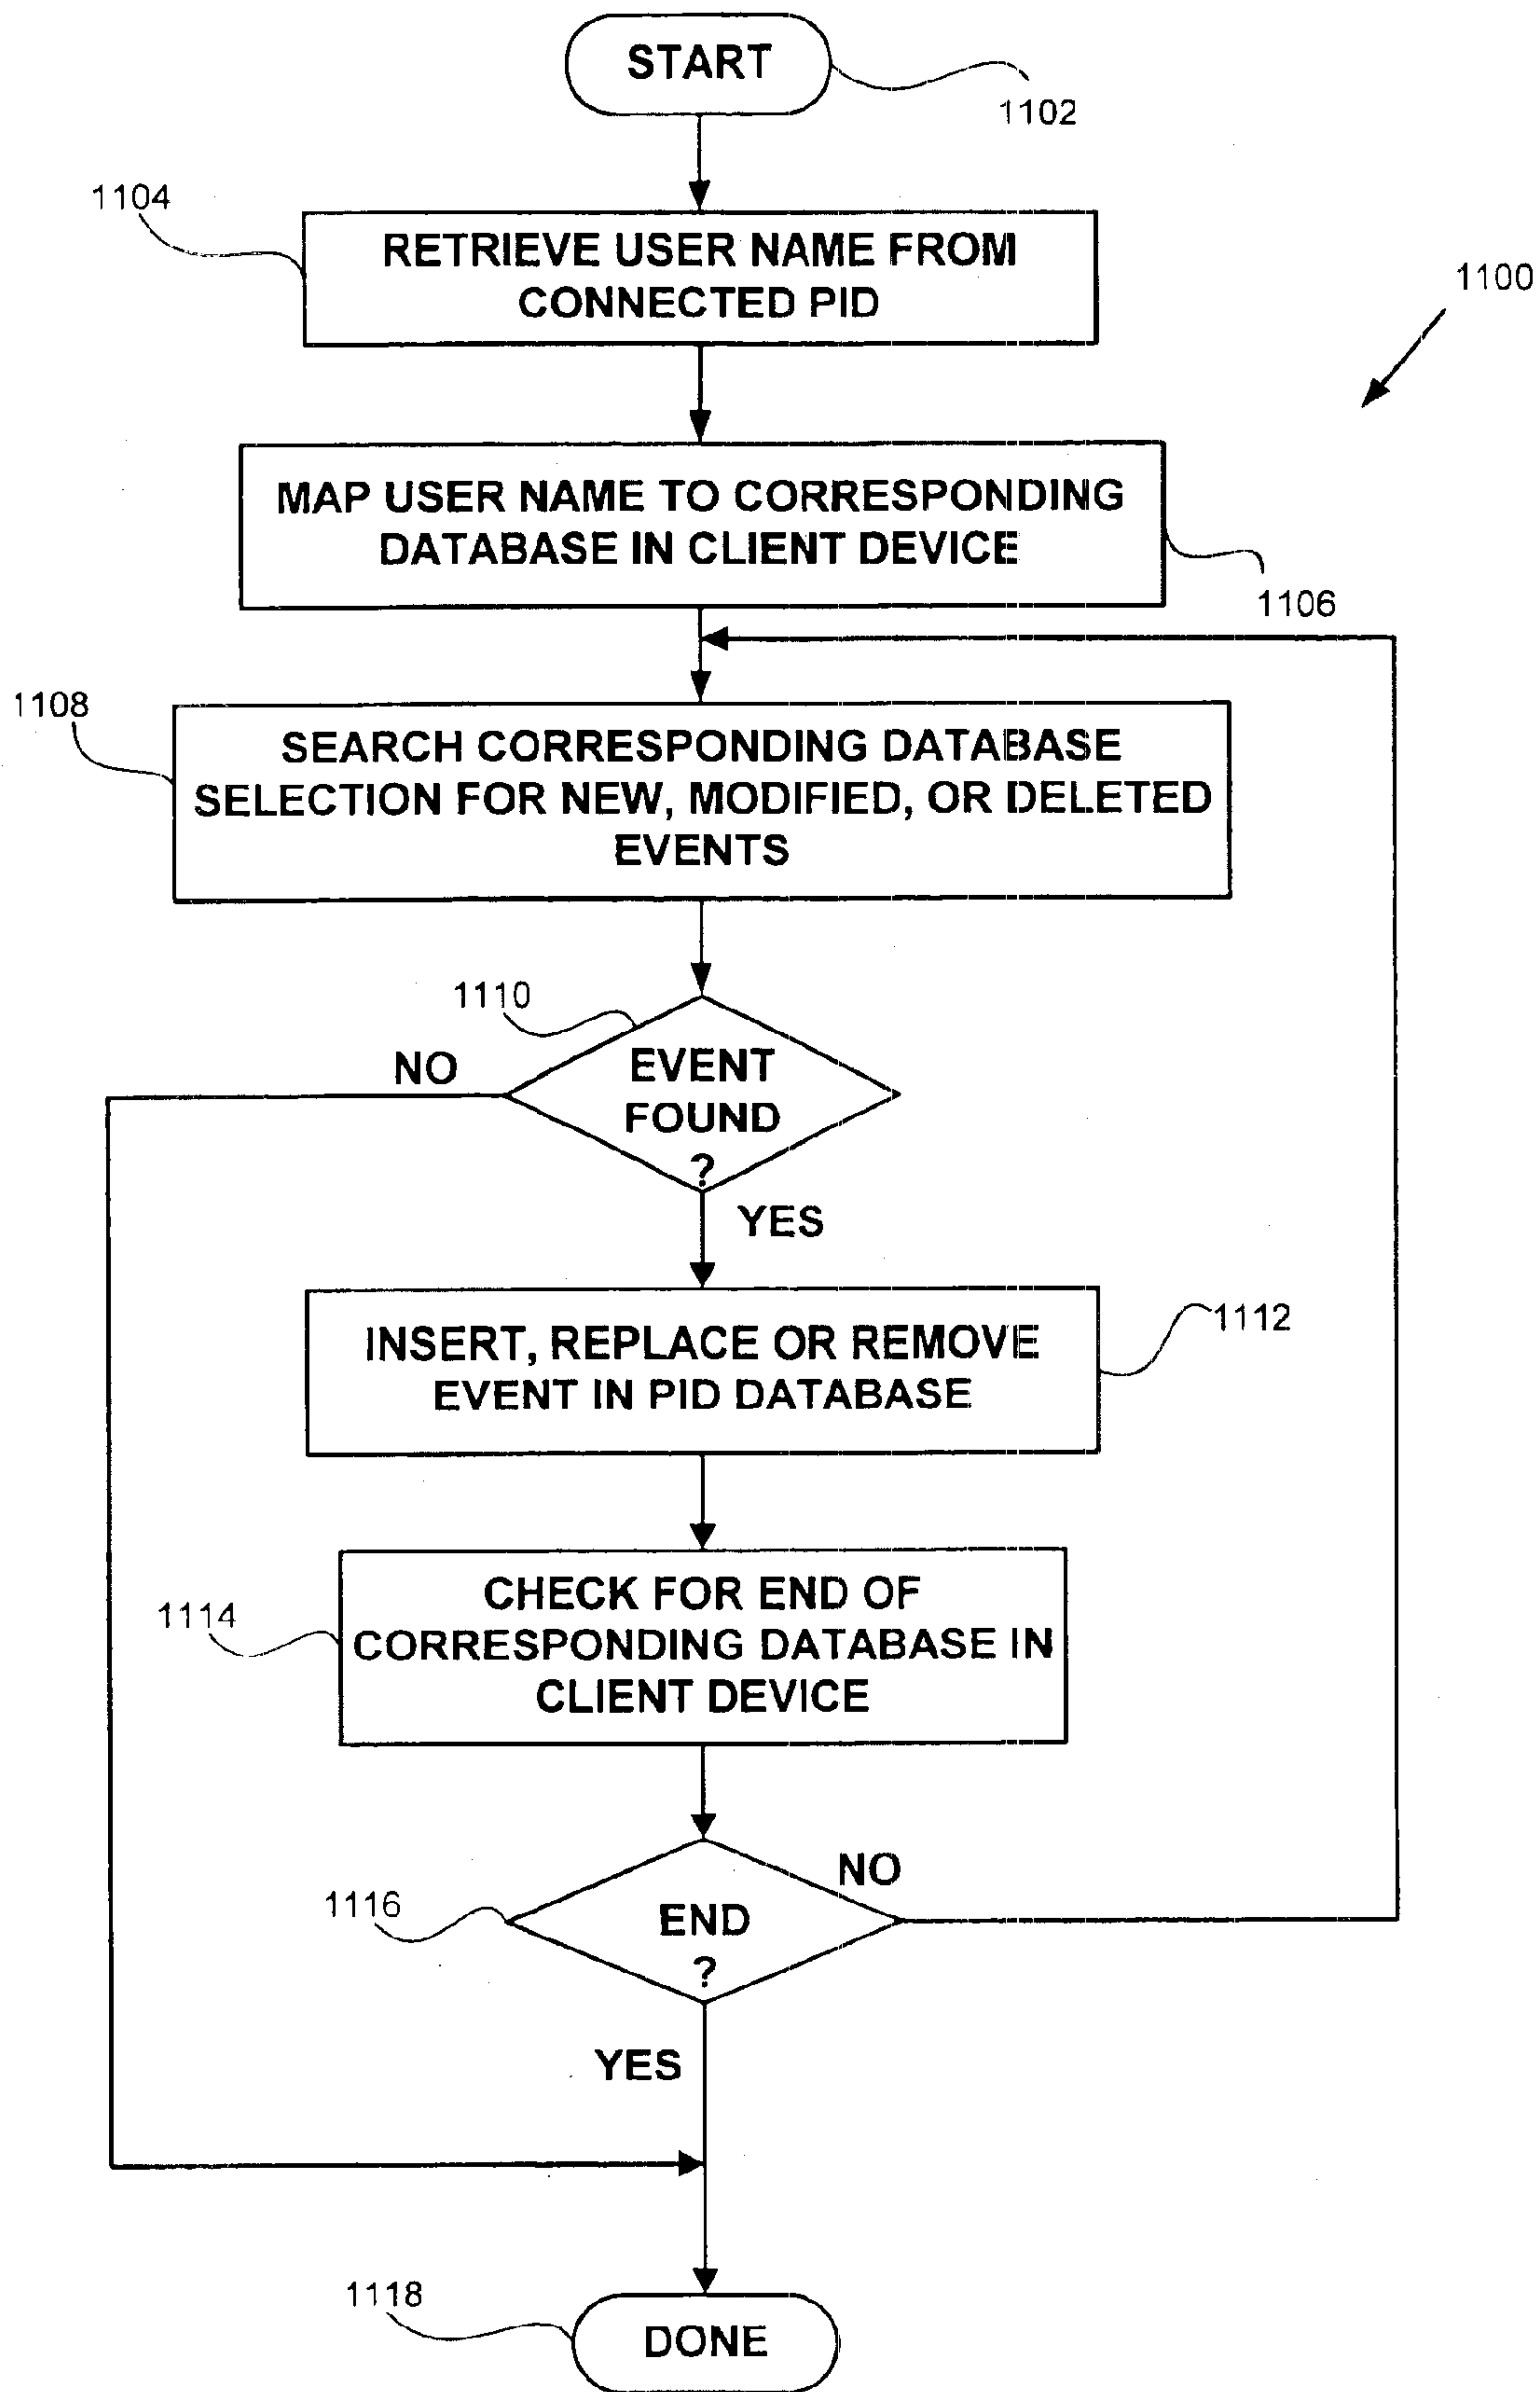 START
1102
1104
RETRIEVE USER NAME FROM
CONNECTED PID
1100
MAP USER NAME TO CORRESPONDING
DATABASE IN CLIENT DEVICE
1106
1108
SEARCH CORRESPONDING DATABASE
SELECTION FOR NEW, MODIFIED, OR DELETED
EVENTS
1110
NO
EVENT
FOUND
?
YES
INSERT, REPLACE OR REMOVE
EVENT IN PID DATABASE
1112
CHECK FOR END OF
CORRESPONDING DATABASE IN
CLIENT DEVICE
1114
NO
1116
END
?
YES
1118
DONE